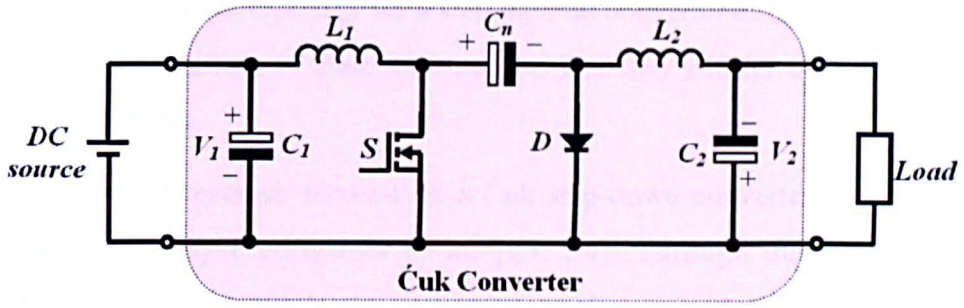 L1 Cn L2
+ −
DC source
+ V1 C1 −
S
D
− C2 V2 +
Load
Ćuk Converter